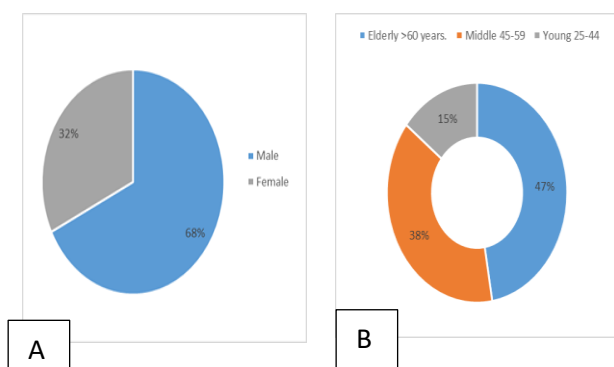 32%
68%
Male
Female
A
Elderly >60 years. Middle 45-59 Young 25-44
15%
47%
38%
B